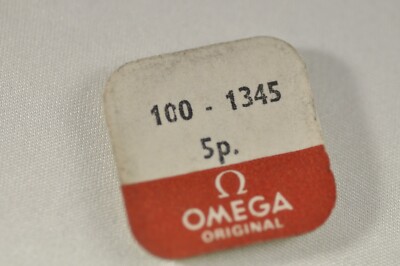 100 - 1345
5p.
Ω
OMEGA
ORIGINAL